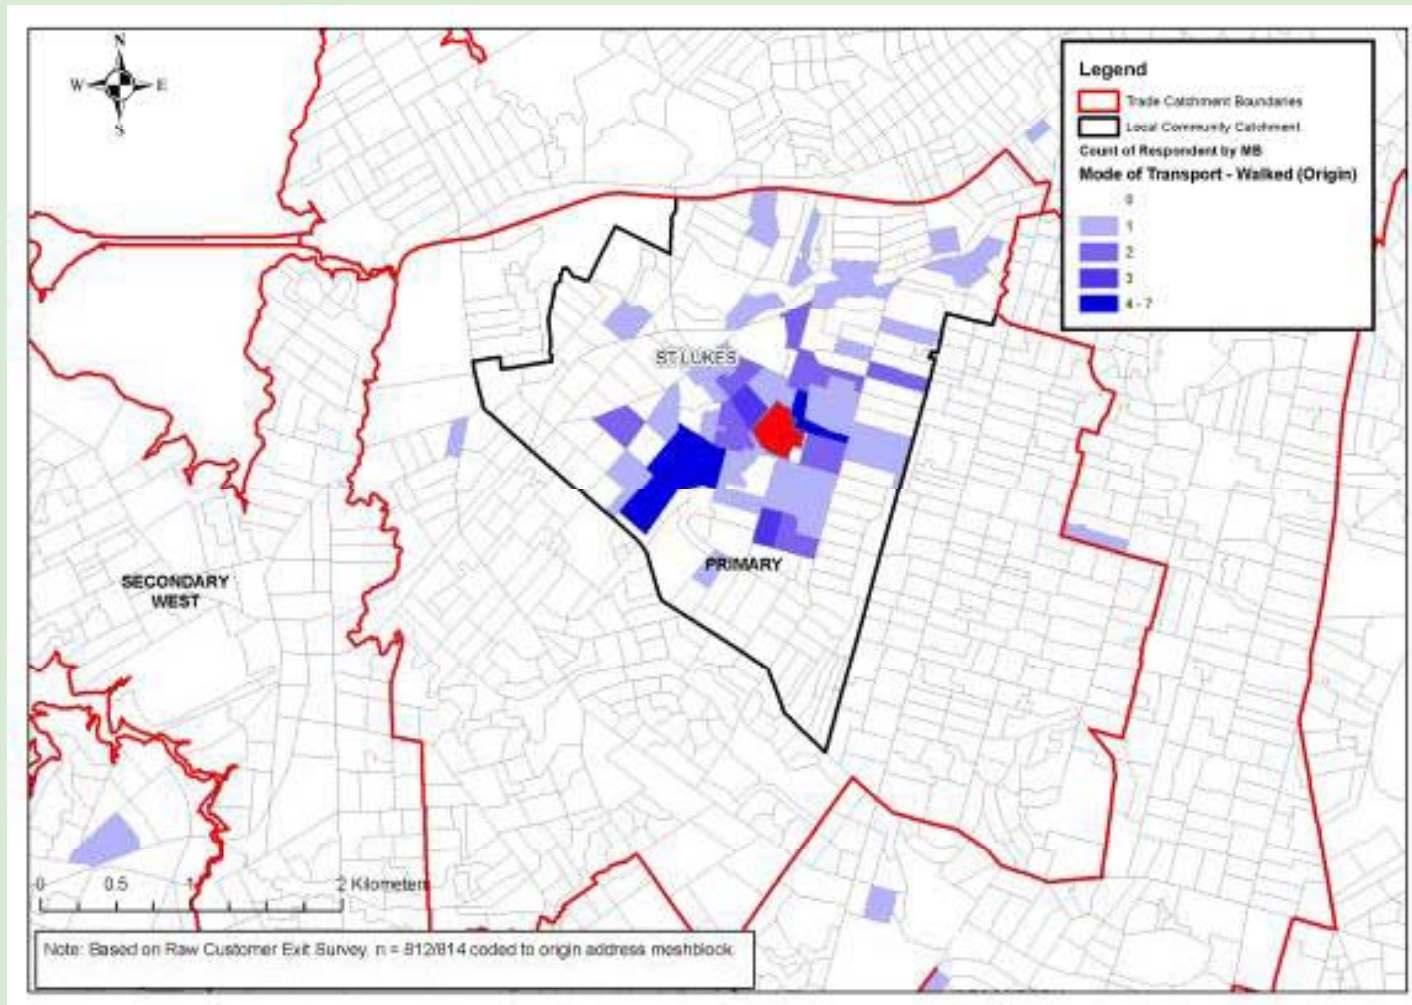 N
W E
S
Legend
Trade Catchment Boundaries
Local Community Catchment
Count of Respondent by MB
Mode of Transport - Walked (Origin)
0
1
2
3
4 - 7
ST LUKES
PRIMARY
SECONDARY
WEST
0 0.5 1 2 Kilometers
Note: Based on Raw Customer Exit Survey. n = 812/814 coded to origin address meshblock